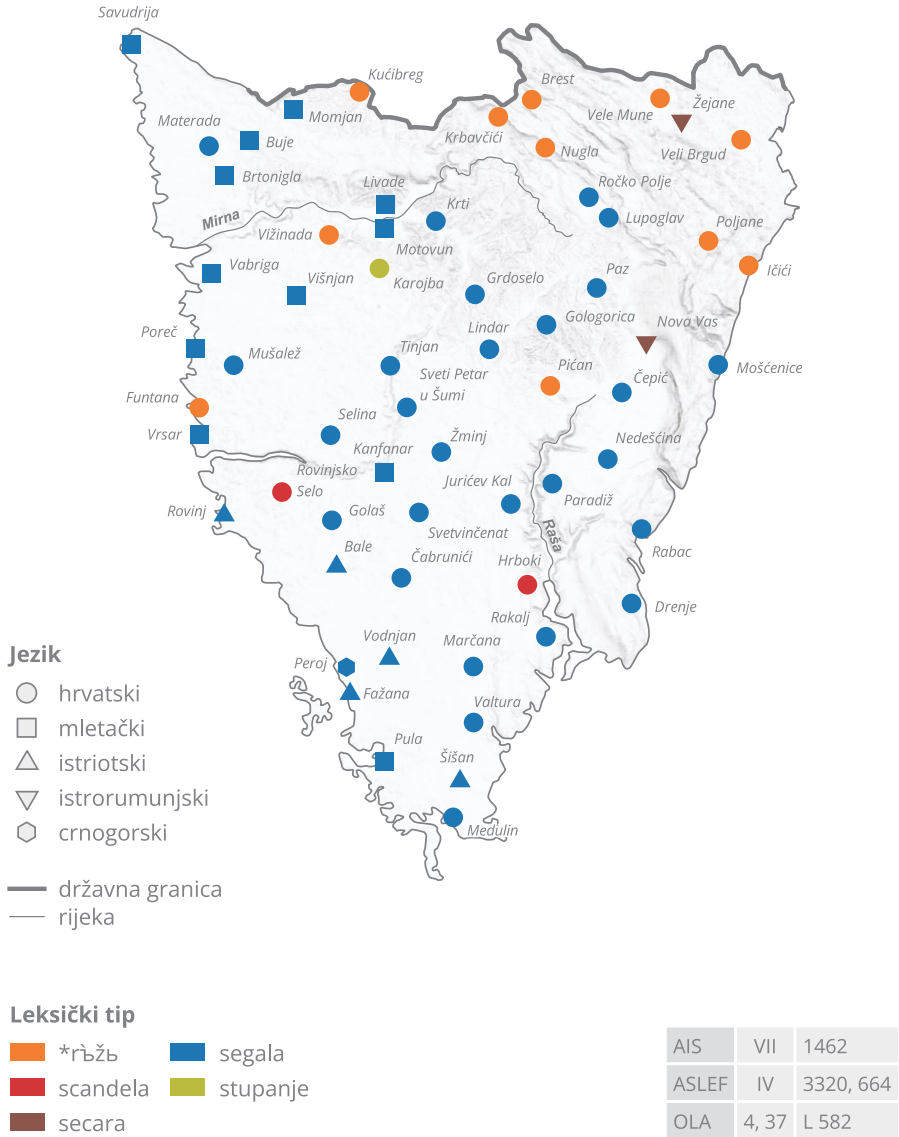 Savudrija
Kućibreg
Brest
Vele Mune
Žejane
Momjan
Materada
Buje
Krbavčići
Nugla
Veli Brgud
Brtonigla
Livade
Ročko Polje
Krti
Mirna
Lupoglav
Poljane
Vižinada
Motovun
Vabriga
Višnjan
Karojba
Grdoselo
Paz
Ičići
Gologorica
Nova Vas
Poreč
Lindar
Mušalež
Tinjan
Pićan
Mošćenice
Sveti Petar
u Šumi
Čepić
Funtana
Selina
Vrsar
Žminj
Nedešćina
Kanfanar
Rovinjsko
Selo
Jurićev Kal
Paradiž
Rovinj
Golaš
Svetvinčenat
Raša
Bale
Čabrunići
Hrboki
Rabac
Drenje
Rakalj
Vodnjan
Marčana
Peroj
Fažana
Valtura
Pula
Šišan
Medulin
Jezik
hrvatski
mletački
istriotski
istrorumunjski
crnogorski
državna granica
rijeka
Leksički tip
*rъ̀žь
segala
scandela
stupanje
secara
AIS VII 1462
ASLEF IV 3320, 664
OLA 4, 37 L 582